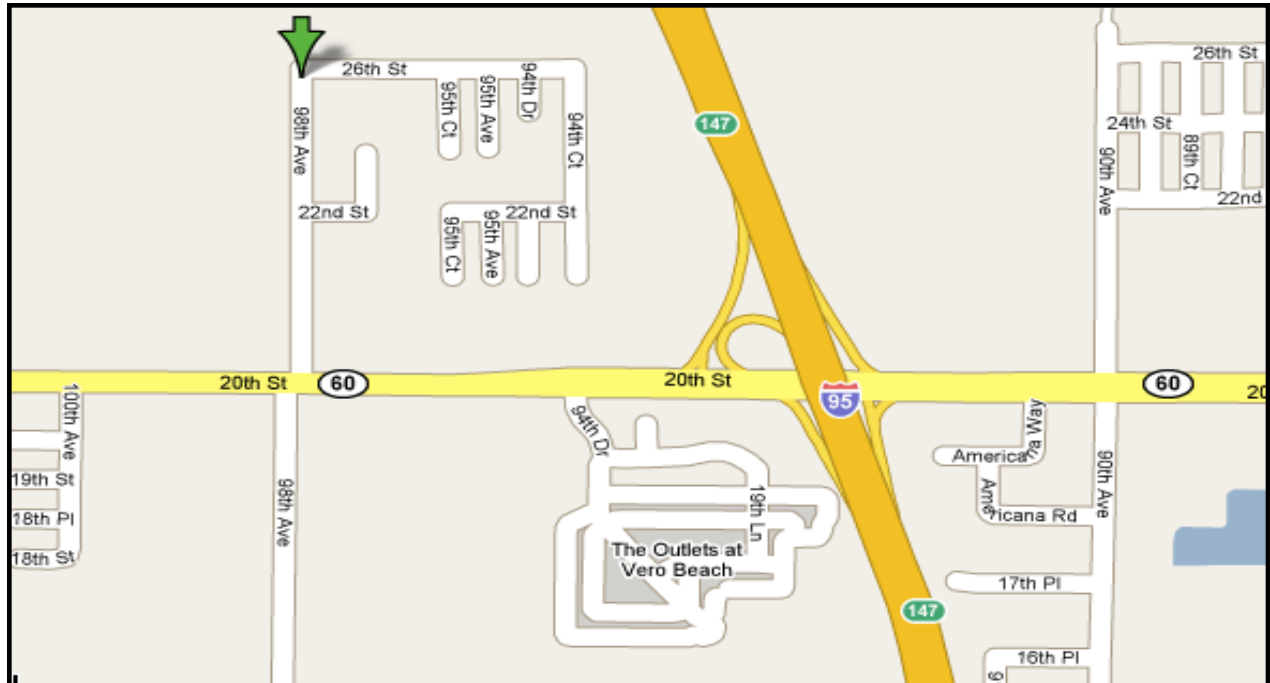 26th St
95th Ct
95th Ave
94th Dr
94th Ct
98th Ave
22nd St
22nd St
95th Ct
95th Ave
147
26th St
24th St
89th Ct
90th Ave
22nd
20th St
60
20th St
95
60
20
100th Ave
94th Dr
19th St
18th Pl
18th St
98th Ave
19th Ln
The Outlets at
Vero Beach
a Way
America
Ame
ricana Rd
90th Ave
17th Pl
147
16th Pl
9